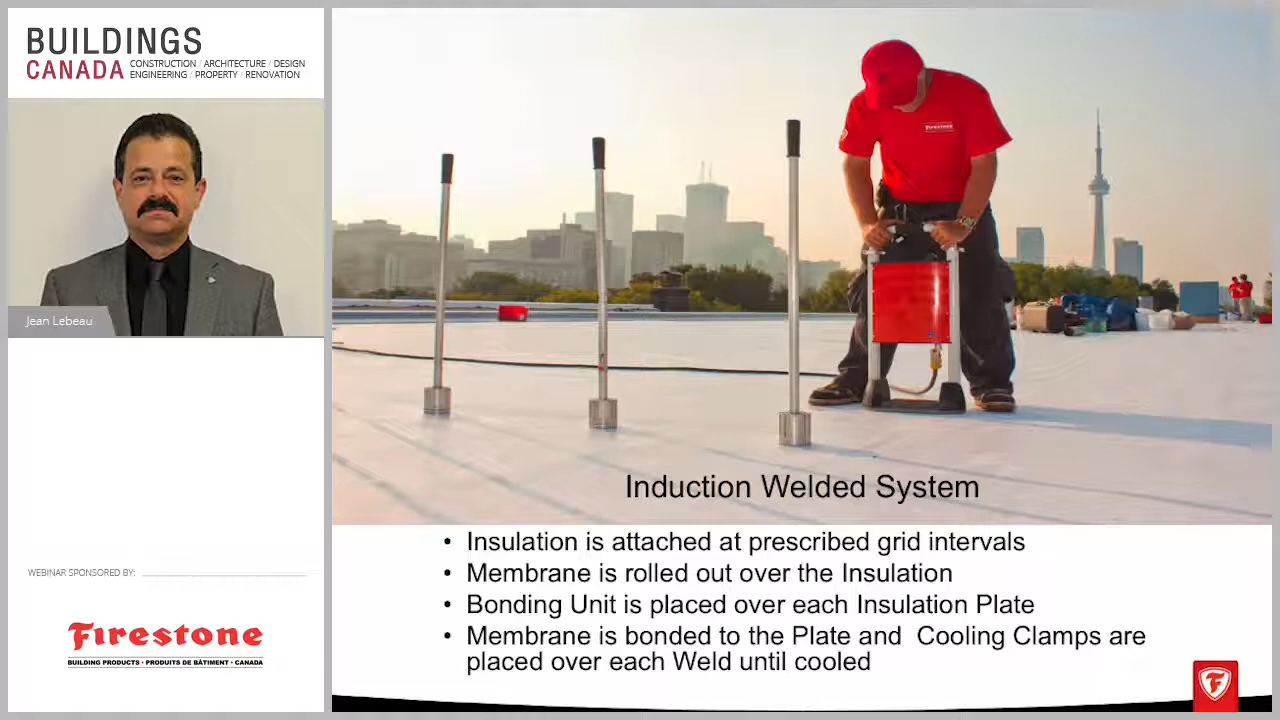 BUILDINGS
CANADA
CONSTRUCTION / ARCHITECTURE / DESIGN
ENGINEERING / PROPERTY / RENOVATION
Jean Lebeau
WEBINAR SPONSORED BY:
Firestone
BUILDING PRODUCTS • PRODUITS DE BÂTIMENT • CANADA
FIRESTONE
Induction Welded System
• Insulation is attached at prescribed grid intervals
• Membrane is rolled out over the Insulation
• Bonding Unit is placed over each Insulation Plate
• Membrane is bonded to the Plate and Cooling Clamps are
placed over each Weld until cooled
F